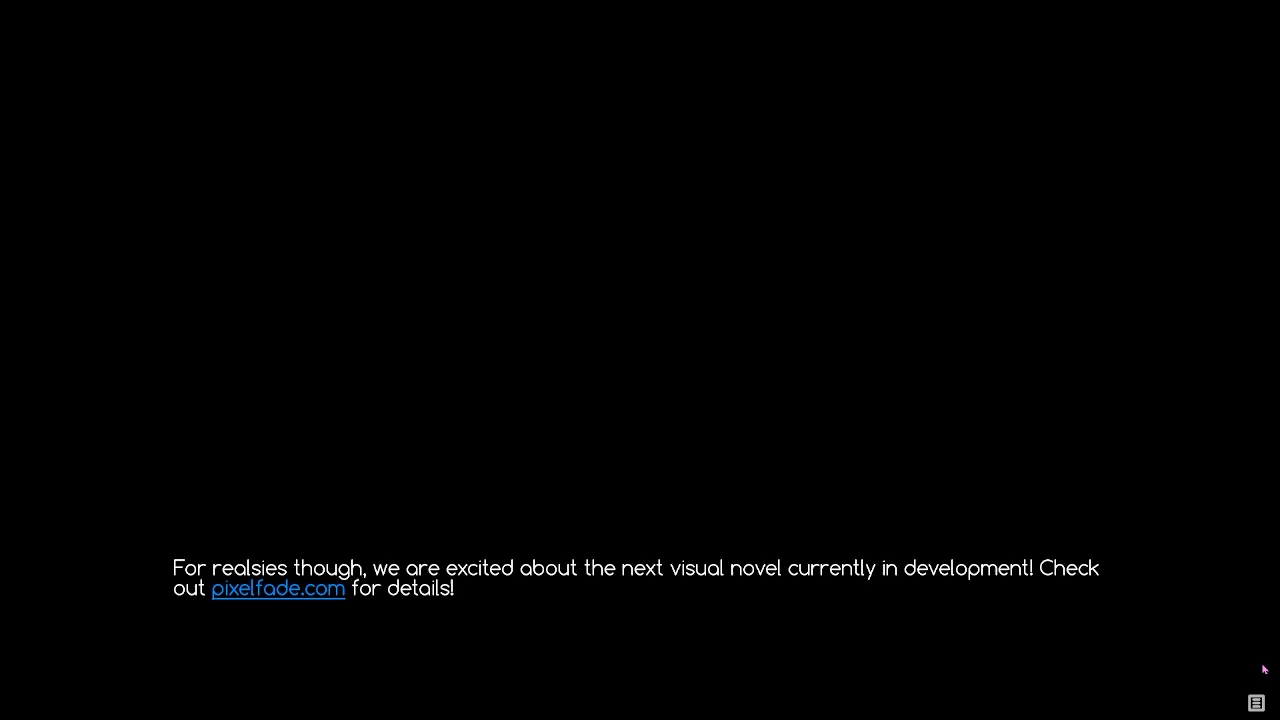 For realsies though, we are excited about the next visual novel currently in development! Check
out pixelfade.com for details!